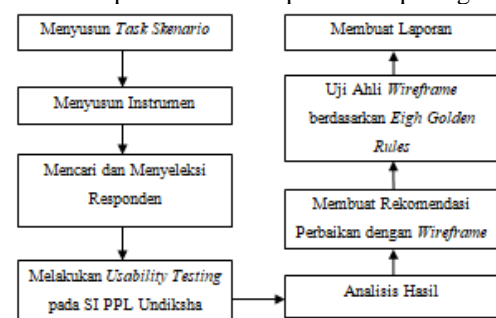 Menyusun Task Skenario
Menyusun Instrumen
Mencari dan Menyeleksi
Responden
Melakukan Usability Testing
pada SI PPL Undiksha
Analisis Hasil
Membuat Rekomendasi
Perbaikan dengan Wireframe
Uji Ahli Wireframe
berdasarkan Eigh Golden
Rules
Membuat Laporan